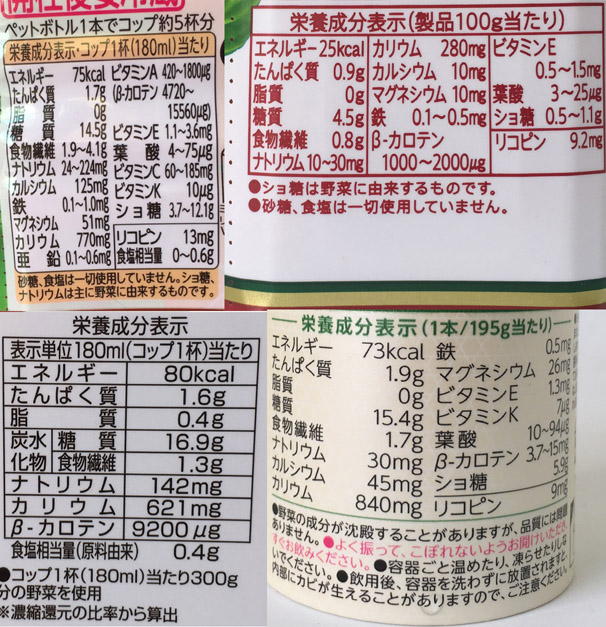 開栓後要冷蔵
ペットボトル1本でコップ約5杯分
栄養成分表示・コップ1杯(180ml)当たり
エネルギー 75kcal
たんぱく質 1.7g
脂質 0g
糖質 14.5g
食物繊維 1.9~4.1g
ナトリウム 24~224mg
カルシウム 125mg
鉄 0.1~1.0mg
マグネシウム 51mg
カリウム 770mg
亜鉛 0.1~0.6mg
ビタミンA 420~1800μg
(β-カロテン 4720~
15560μg)
ビタミンE 1.1~3.6mg
葉酸 4~75μg
ビタミンC 60~185mg
ビタミンK 10μg
ショ糖 3.7~12.1g
リコピン 13mg
食塩相当量 0~0.6g
砂糖、食塩は一切使用していません。ショ糖、
ナトリウムは主に野菜に由来するものです。
栄養成分表示(製品100g当たり)
エネルギー 25kcal
たんぱく質 0.9g
脂質 0g
糖質 4.5g
食物繊維 0.8g
ナトリウム 10~30mg
カリウム 280mg
カルシウム 10mg
マグネシウム 10mg
鉄 0.1~0.5mg
β-カロテン
1000~2000μg
ビタミンE
0.5~1.5mg
葉酸 3~25μg
ショ糖 0.5~1.1g
リコピン 9.2mg
●ショ糖は野菜に由来するものです。
●砂糖、食塩は一切使用していません。
栄養成分表示
表示単位180ml(コップ1杯)当たり
エネルギー 80kcal
たんぱく質 1.6g
脂質 0.4g
炭水化物 糖質 16.9g
食物繊維 1.3g
ナトリウム 142mg
カリウム 621mg
β-カロテン 9200μg
食塩相当量(原料由来) 0.4g
●コップ1杯(180ml)当たり300g
分の野菜を使用
※濃縮還元の比率から算出
栄養成分表示(1本/195g当たり)
エネルギー 73kcal
たんぱく質 1.9g
脂質 0g
糖質 15.4g
食物繊維 1.7g
ナトリウム 30mg
カルシウム 45mg
カリウム 840mg
鉄 0.5mg
マグネシウム 26mg
ビタミンE 1.3mg
ビタミンK 7μg
葉酸 10~94μg
β-カロテン 3.7~15mg
ショ糖 5.9g
リコピン 9mg
●野菜の成分が沈殿することがありますが、品質には問題
ありません。●よく振って、こぼれないようお開けいただき、
すぐお飲みください。●容器ごと温めたり、凍らせたりしな
いでください。●飲用後、容器を洗わずに放置されますと、
内部にカビが生えることがありますので、ご注意ください。